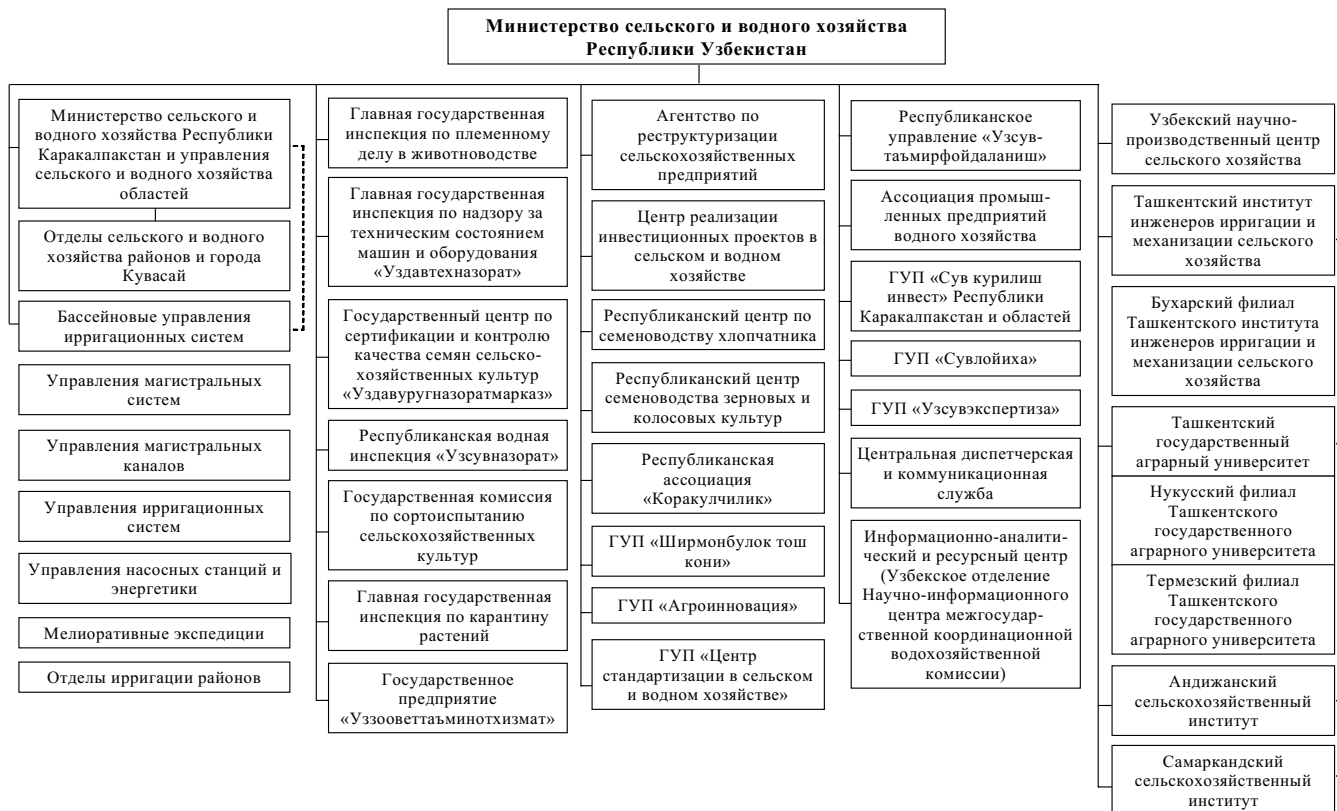 Министерство сельского и водного хозяйства
Республики Узбекистан
Министерство сельского и
водного хозяйства Республики
Каракалпакстан и управления
сельского и водного хозяйства
областей
Отделы сельского и водного
хозяйства районов и города
Кувасай
Бассейновые управления
ирригационных систем
Управления магистральных
систем
Управления магистральных
каналов
Управления ирригационных
систем
Управления насосных станций и
энергетики
Мелиоративные экспедиции
Отделы ирригации районов
Главная государственная
инспекция по племенному
делу в животноводстве
Главная государственная
инспекция по надзору за
техническим состоянием
машин и оборудования
«Уздавтехназорат»
Государственный центр по
сертификации и контролю
качества семян сельско-
хозяйственных культур
«Уздавуругназоратмарказ»
Республиканская водная
инспекция «Узсувназорат»
Государственная комиссия
по сортоиспытанию
сельскохозяйственных
культур
Главная государственная
инспекция по карантину
растений
Государственное
предприятие
«Уззооветтаъминотхизмат»
Агентство по
реструктуризации
сельскохозяйственных
предприятий
Центр реализации
инвестиционных проектов в
сельском и водном
хозяйстве
Республиканский центр по
семеноводству хлопчатника
Республиканский центр
семеноводства зерновых и
колосовых культур
Республиканская
ассоциация
«Коракулчилик»
ГУП «Ширмонбулок тош
кони»
ГУП «Агроинновация»
ГУП «Центр
стандартизации в сельском
и водном хозяйстве»
Республиканское
управление «Узсув-
таъмирфойдаланиш»
Ассоциация промыш-
ленных предприятий
водного хозяйства
ГУП «Сув курилиш
инвест» Республики
Каракалпакстан и областей
ГУП «Сувлойиха»
ГУП «Узсувэкспертиза»
Центральная диспетчерская
и коммуникационная
служба
Информационно-аналити-
ческий и ресурсный центр
(Узбекское отделение
Научно-информационного
центра межгосудар-
ственной координационной
водохозяйственной
комиссии)
Узбекский научно-
производственный центр
сельского хозяйства
Ташкентский институт
инженеров ирригации и
механизации сельского
хозяйства
Бухарский филиал
Ташкентского института
инженеров ирригации и
механизации сельского
хозяйства
Ташкентский
государственный
аграрный университет
Нукусский филиал
Ташкентского
государственного
аграрного университета
Термезский филиал
Ташкентского
государственного
аграрного университета
Андижанский
сельскохозяйственный
институт
Самаркандский
сельскохозяйственный
институт